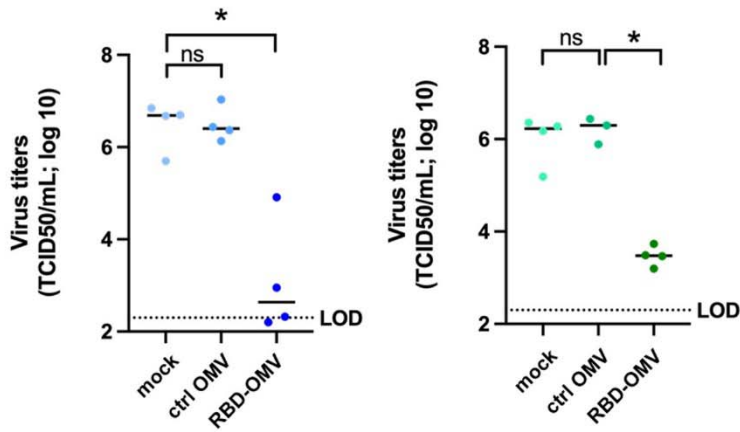 *
ns
8
6
4
2
Virus titers
(TCID50/mL; log 10)
LOD
mock
ctrl OMV
RBD-OMV
ns
*
8
6
4
2
Virus titers
(TCID50/mL; log 10)
LOD
mock
ctrl OMV
RBD-OMV